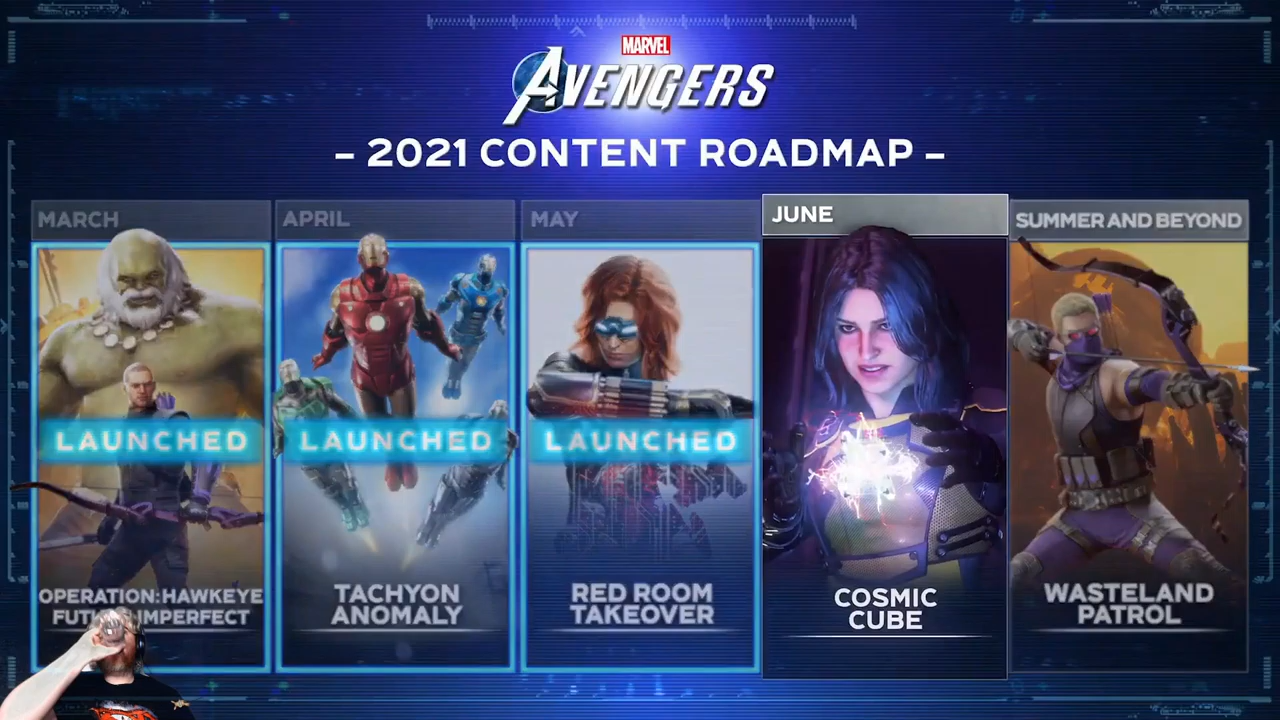 MARVEL
AVENGERS
– 2021 CONTENT ROADMAP –
MARCH
APRIL
MAY
JUNE
SUMMER AND BEYOND
LAUNCHED
LAUNCHED
LAUNCHED
OPERATION: HAWKEYE
IMPERFECT
TACHYON
ANOMALY
RED ROOM
TAKEOVER
COSMIC
CUBE
WASTELAND
PATROL